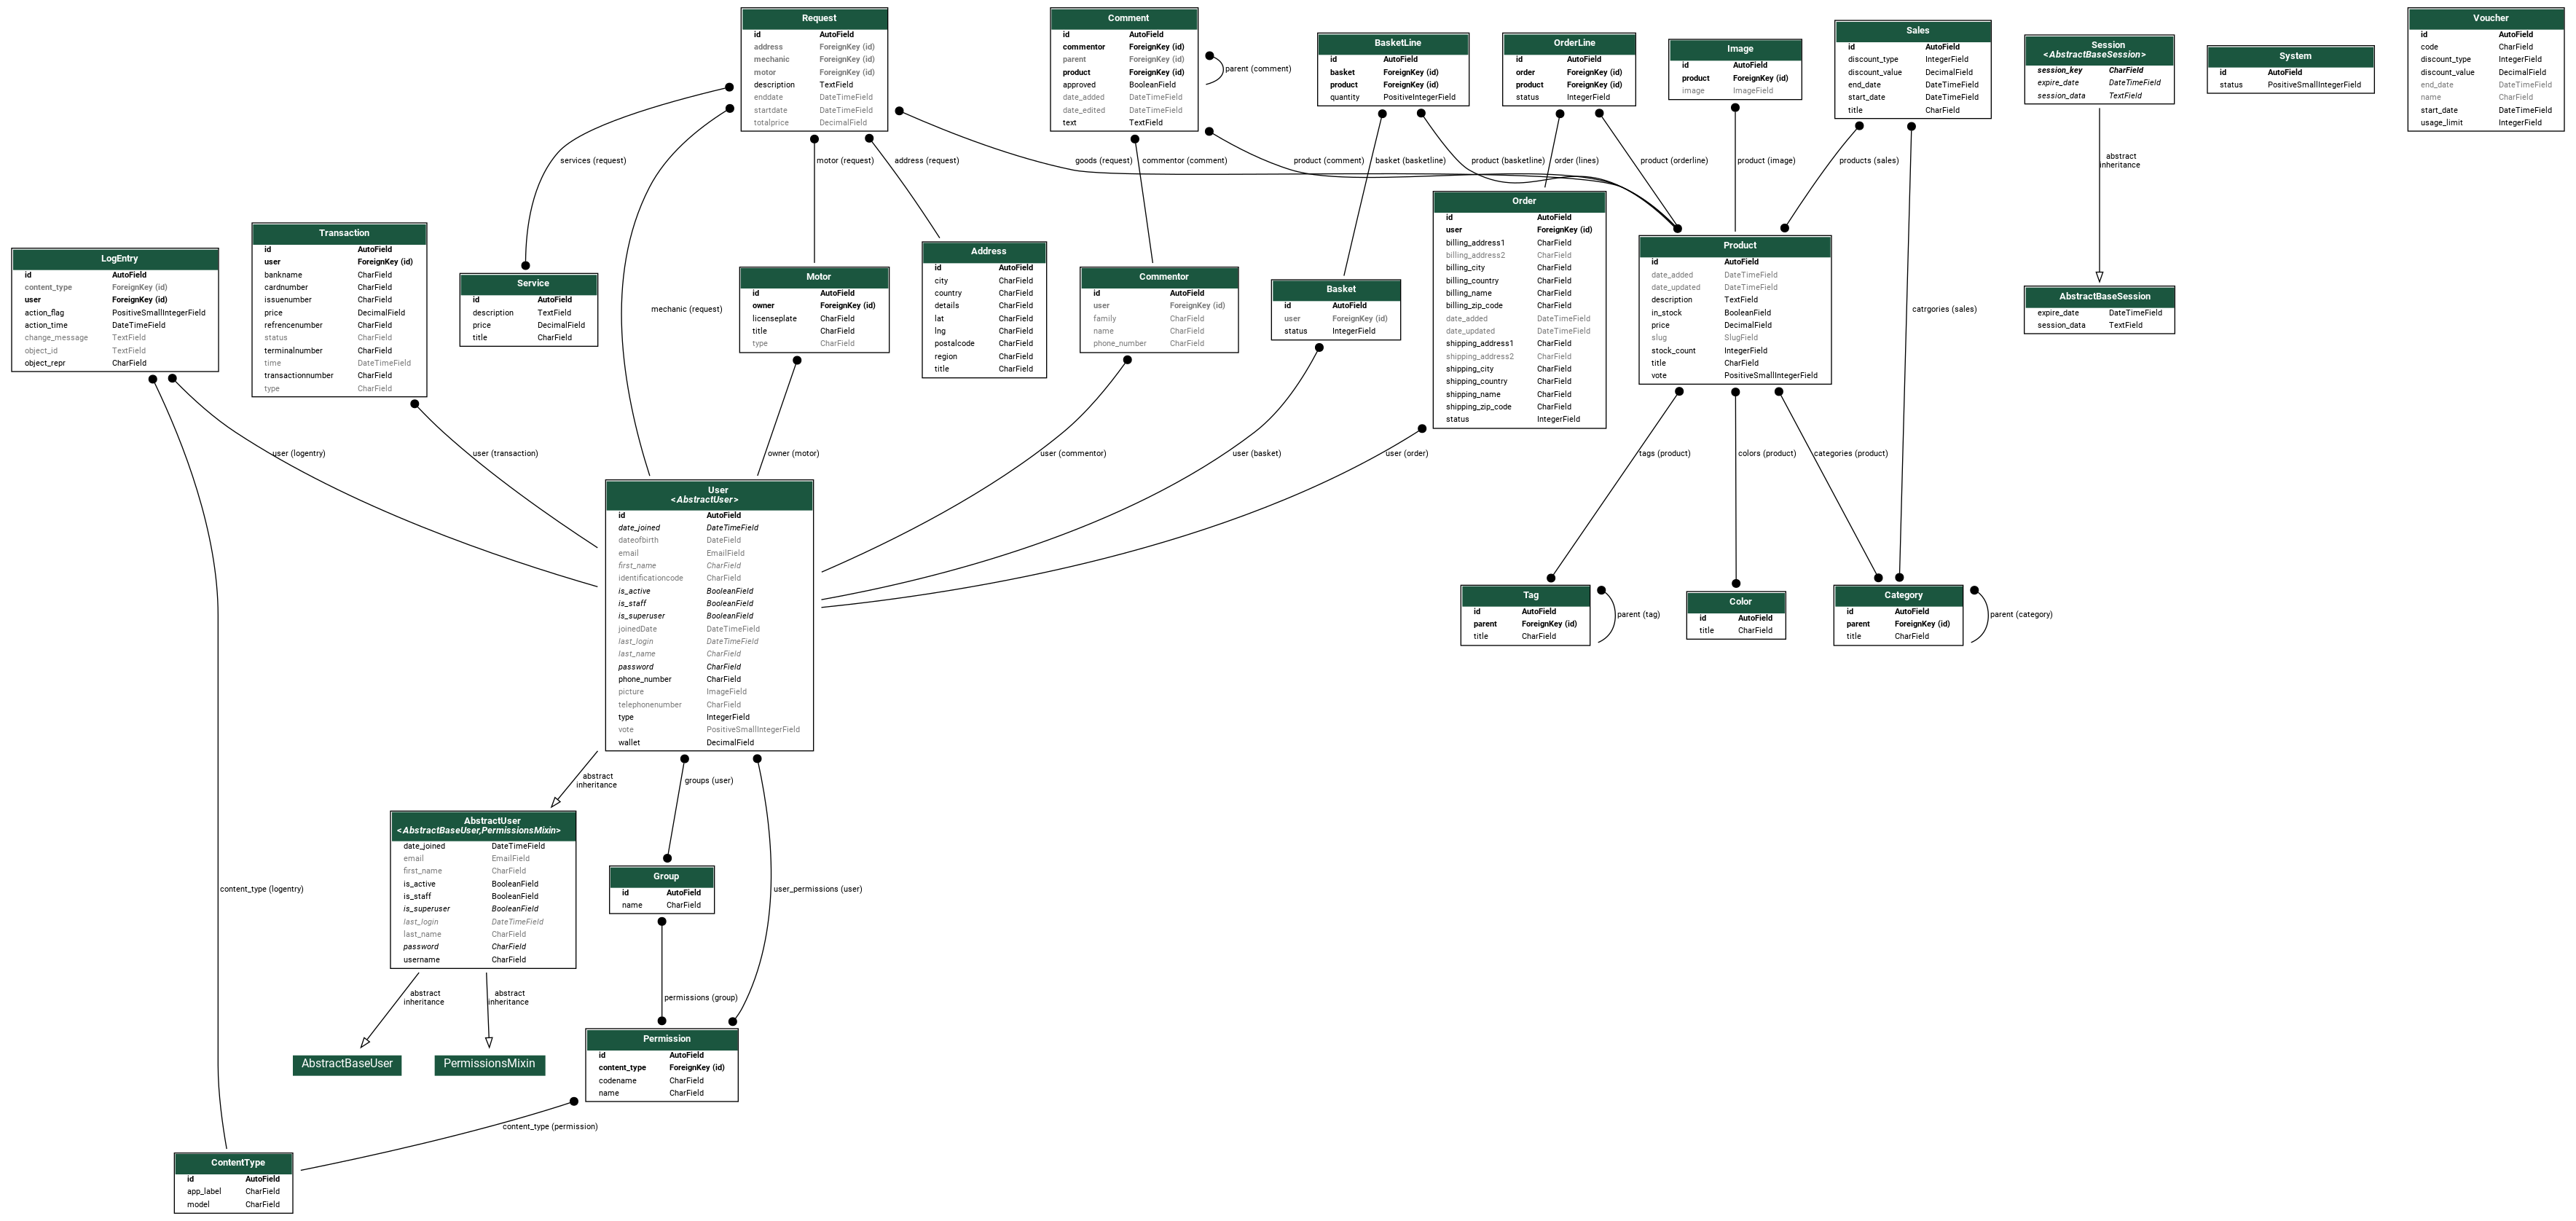 Request
id AutoField
address ForeignKey (id)
mechanic ForeignKey (id)
motor ForeignKey (id)
description TextField
enddate DateTimeField
startdate DateTimeField
totalprice DecimalField
Comment
id AutoField
commentor ForeignKey (id)
parent ForeignKey (id)
product ForeignKey (id)
approved BooleanField
date_added DateTimeField
date_edited DateTimeField
text TextField
parent (comment)
BasketLine
id AutoField
basket ForeignKey (id)
product ForeignKey (id)
quantity PositiveIntegerField
OrderLine
id AutoField
order ForeignKey (id)
product ForeignKey (id)
status IntegerField
Image
id AutoField
product ForeignKey (id)
image ImageField
Sales
id AutoField
discount_type IntegerField
discount_value DecimalField
end_date DateTimeField
start_date DateTimeField
title CharField
Session
<AbstractBaseSession>
session_key CharField
expire_date DateTimeField
session_data TextField
System
id AutoField
status PositiveSmallIntegerField
Voucher
id AutoField
code CharField
discount_type IntegerField
discount_value DecimalField
end_date DateTimeField
name CharField
start_date DateTimeField
usage_limit IntegerField
services (request)
motor (request)
address (request)
goods (request)
commentor (comment)
product (comment)
basket (basketline)
product (basketline)
order (lines)
product (orderline)
product (image)
products (sales)
abstract
inheritance
LogEntry
id AutoField
content_type ForeignKey (id)
user ForeignKey (id)
action_flag PositiveSmallIntegerField
action_time DateTimeField
change_message TextField
object_id TextField
object_repr CharField
Transaction
id AutoField
user ForeignKey (id)
bankname CharField
cardnumber CharField
issuenumber CharField
price DecimalField
refrencenumber CharField
status CharField
terminalnumber CharField
time DateTimeField
transactionnumber CharField
type CharField
Service
id AutoField
description TextField
price DecimalField
title CharField
mechanic (request)
Motor
id AutoField
owner ForeignKey (id)
licenseplate CharField
title CharField
type CharField
Address
id AutoField
city CharField
country CharField
details CharField
lat CharField
lng CharField
postalcode CharField
region CharField
title CharField
Commentor
id AutoField
user ForeignKey (id)
family CharField
name CharField
phone_number CharField
Basket
id AutoField
user ForeignKey (id)
status IntegerField
Order
id AutoField
user ForeignKey (id)
billing_address1 CharField
billing_address2 CharField
billing_city CharField
billing_country CharField
billing_name CharField
billing_zip_code CharField
date_added DateTimeField
date_updated DateTimeField
shipping_address1 CharField
shipping_address2 CharField
shipping_city CharField
shipping_country CharField
shipping_name CharField
shipping_zip_code CharField
status IntegerField
Product
id AutoField
date_added DateTimeField
date_updated DateTimeField
description TextField
in_stock BooleanField
price DecimalField
slug SlugField
stock_count IntegerField
title CharField
vote PositiveSmallIntegerField
catrgories (sales)
AbstractBaseSession
expire_date DateTimeField
session_data TextField
user (logentry)
user (transaction)
owner (motor)
user (commentor)
user (basket)
user (order)
tags (product)
colors (product)
categories (product)
User
<AbstractUser>
id AutoField
date_joined DateTimeField
dateofbirth DateField
email EmailField
first_name CharField
identificationcode CharField
is_active BooleanField
is_staff BooleanField
is_superuser BooleanField
joinedDate DateTimeField
last_login DateTimeField
last_name CharField
password CharField
phone_number CharField
picture ImageField
telephonenumber CharField
type IntegerField
vote PositiveSmallIntegerField
wallet DecimalField
Tag
id AutoField
parent ForeignKey (id)
title CharField
parent (tag)
Color
id AutoField
title CharField
Category
id AutoField
parent ForeignKey (id)
title CharField
parent (category)
abstract
inheritance
groups (user)
AbstractUser
<AbstractBaseUser,PermissionsMixin>
date_joined DateTimeField
email EmailField
first_name CharField
is_active BooleanField
is_staff BooleanField
is_superuser BooleanField
last_login DateTimeField
last_name CharField
password CharField
username CharField
Group
id AutoField
name CharField
content_type (logentry)
user_permissions (user)
abstract
inheritance
abstract
inheritance
permissions (group)
AbstractBaseUser
PermissionsMixin
Permission
id AutoField
content_type ForeignKey (id)
codename CharField
name CharField
content_type (permission)
ContentType
id AutoField
app_label CharField
model CharField